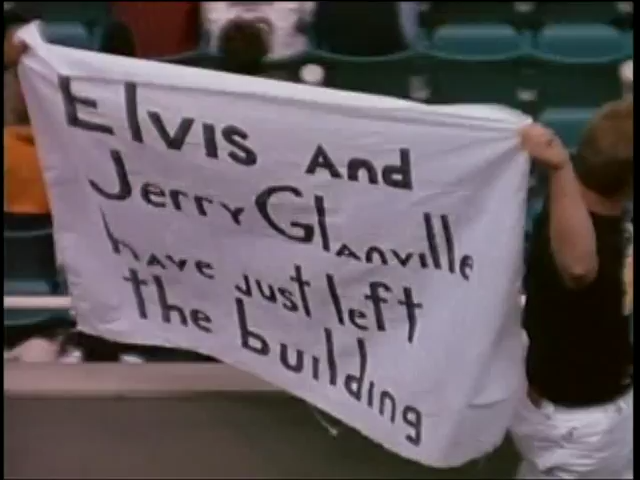 Elvis And
Jerry Glanville
have just left
the building